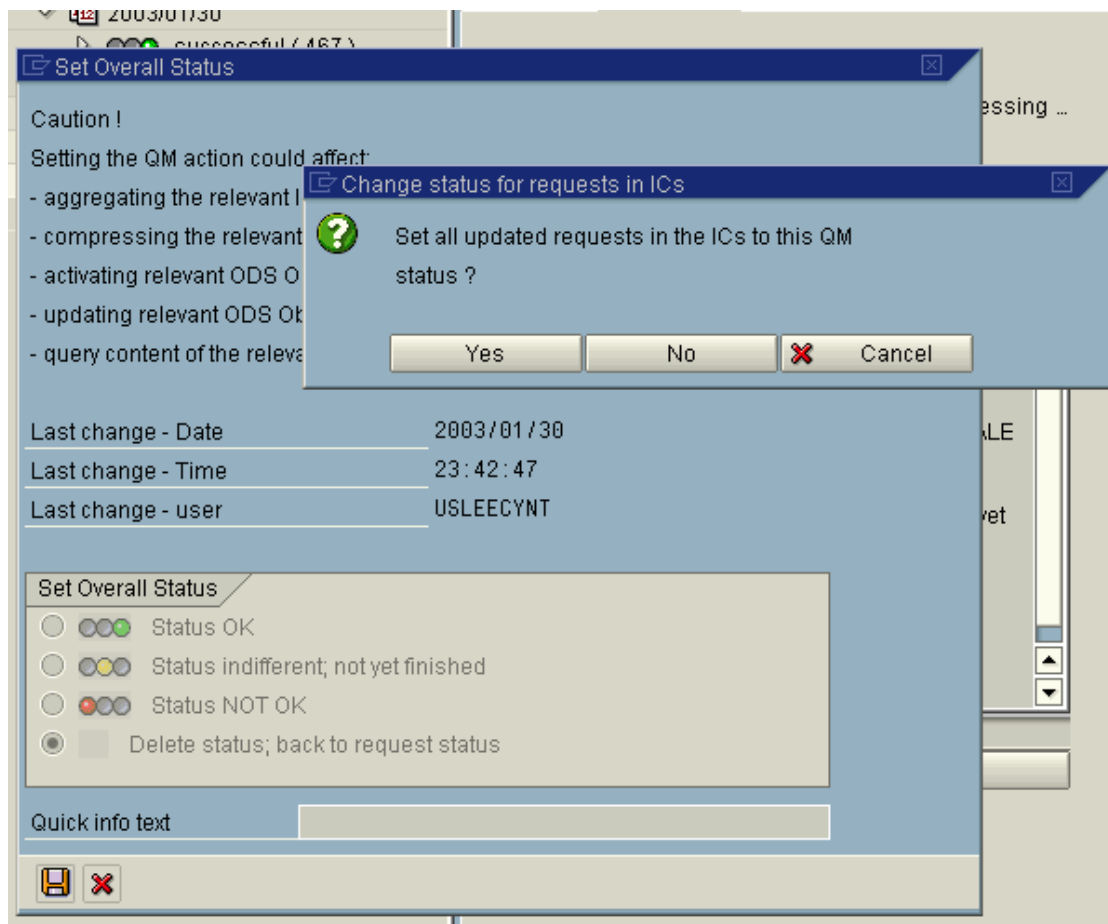 2003/01/30
successful ( 467 )
Set Overall Status
essing ...
Caution !
Setting the QM action could affect:
- aggregating the relevant
- compressing the relevant
- activating relevant ODS O
- updating relevant ODS Ob
- query content of the releva
Change status for requests in ICs
Set all updated requests in the ICs to this QM
status ?
Yes No Cancel
Last change - Date 2003/01/30
ALE
Last change - Time 23:42:47
Last change - user USLEECYNT
yet
Set Overall Status
Status OK
Status indifferent; not yet finished
Status NOT OK
Delete status; back to request status
Quick info text